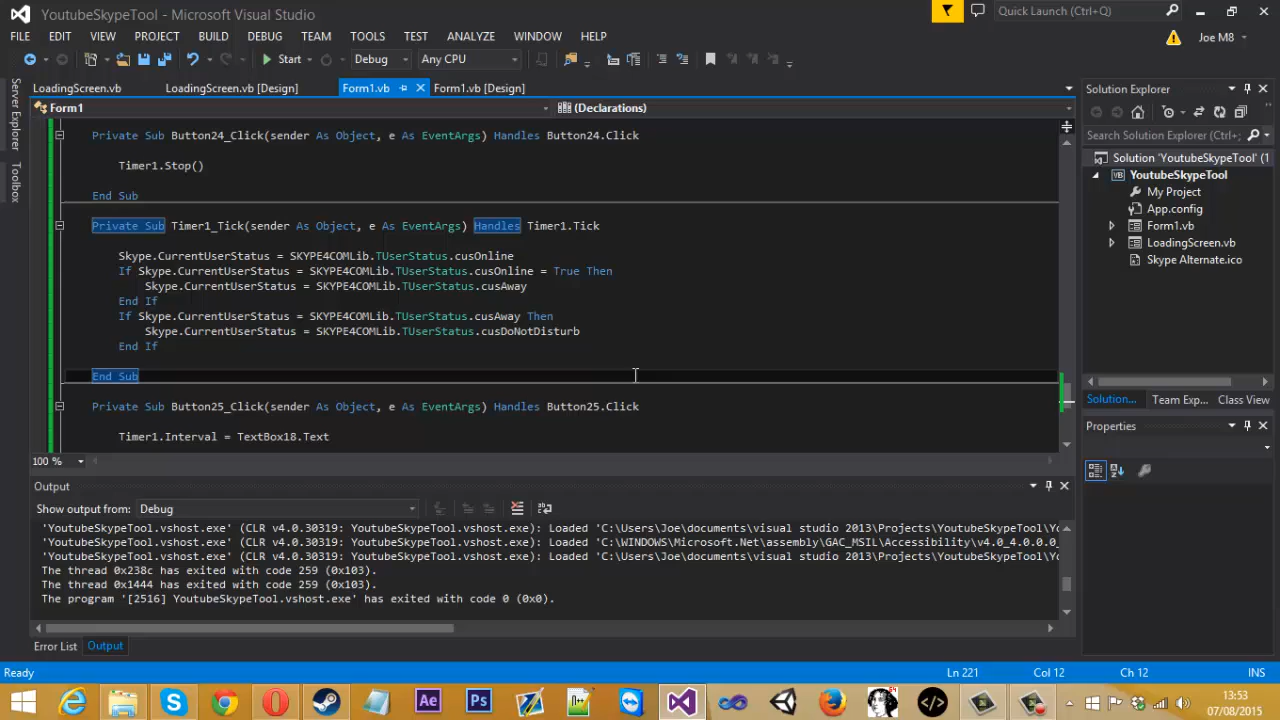 YoutubeSkypeTool - Microsoft Visual Studio
Quick Launch (Ctrl+Q)
FILE EDIT VIEW PROJECT BUILD DEBUG TEAM TOOLS TEST ANALYZE WINDOW HELP
Joe M8
Start Debug Any CPU
LoadingScreen.vb LoadingScreen.vb [Design] Form1.vb Form1.vb [Design]
Form1 (Declarations)
Server Explorer
Toolbox
Private Sub Button24_Click(sender As Object, e As EventArgs) Handles Button24.Click
Timer1.Stop()
End Sub
Private Sub Timer1_Tick(sender As Object, e As EventArgs) Handles Timer1.Tick
Skype.CurrentUserStatus = SKYPE4COMLib.TUserStatus.cusOnline
If Skype.CurrentUserStatus = SKYPE4COMLib.TUserStatus.cusOnline = True Then
Skype.CurrentUserStatus = SKYPE4COMLib.TUserStatus.cusAway
End If
If Skype.CurrentUserStatus = SKYPE4COMLib.TUserStatus.cusAway Then
Skype.CurrentUserStatus = SKYPE4COMLib.TUserStatus.cusDoNotDisturb
End If
End Sub
Private Sub Button25_Click(sender As Object, e As EventArgs) Handles Button25.Click
Timer1.Interval = TextBox18.Text
100 %
Solution Explorer
Search Solution Explorer (Ctrl+;)
Solution 'YoutubeSkypeTool' (1
YoutubeSkypeTool
My Project
App.config
Form1.vb
LoadingScreen.vb
Skype Alternate.ico
Solution... Team Exp... Class View
Properties
Output
Show output from: Debug
'YoutubeSkypeTool.vshost.exe' (CLR v4.0.30319: YoutubeSkypeTool.vshost.exe): Loaded 'C:\Users\Joe\documents\visual studio 2013\Projects\YoutubeSkypeTool\Yo
'YoutubeSkypeTool.vshost.exe' (CLR v4.0.30319: YoutubeSkypeTool.vshost.exe): Loaded 'C:\WINDOWS\Microsoft.Net\assembly\GAC_MSIL\Accessibility\v4.0_4.0.0.0_
'YoutubeSkypeTool.vshost.exe' (CLR v4.0.30319: YoutubeSkypeTool.vshost.exe): Loaded 'C:\Users\Joe\documents\visual studio 2013\Projects\YoutubeSkypeTool\Yo
The thread 0x238c has exited with code 259 (0x103).
The thread 0x1444 has exited with code 259 (0x103).
The program '[2516] YoutubeSkypeTool.vshost.exe' has exited with code 0 (0x0).
Error List Output
Ready Ln 221 Col 12 Ch 12 INS
Ae Ps
13:53
07/08/2015